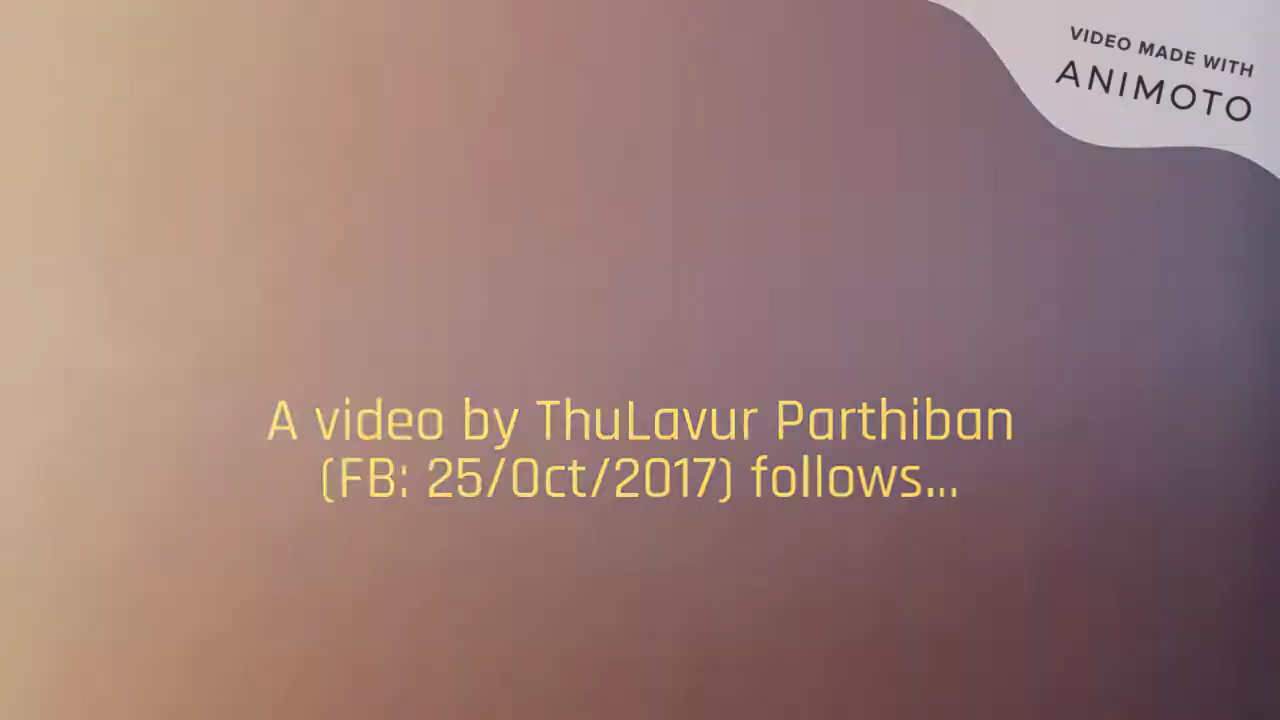 VIDEO MADE WITH
ANIMOTO
A video by ThuLavur Parthiban
(FB: 25/Oct/2017) follows...